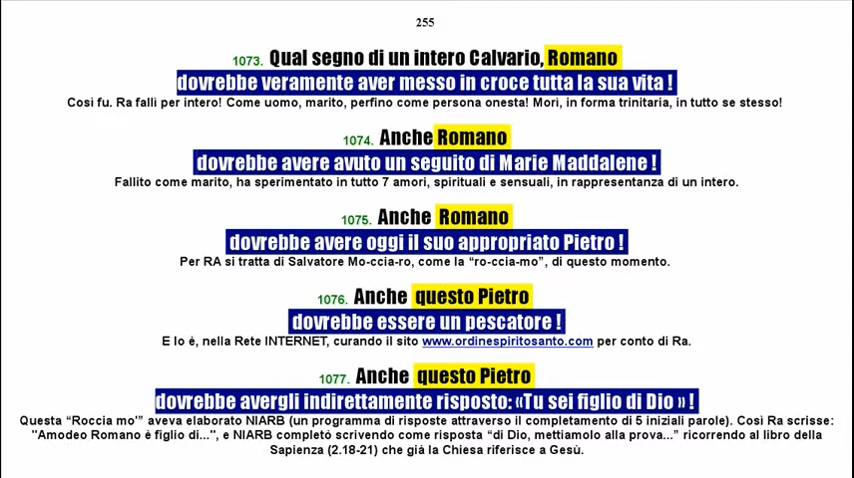 255
1073. Qual segno di un intero Calvario, Romano
dovrebbe veramente aver messo in croce tutta la sua vita !
Così fu. Ra fallì per intero! Come uomo, marito, perfino come persona onesta! Morì, in forma trinitaria, in tutto se stesso!
1074. Anche Romano
dovrebbe avere avuto un seguito di Marie Maddalene !
Fallito come marito, ha sperimentato in tutto 7 amori, spirituali e sensuali, in rappresentanza di un intero.
1075. Anche Romano
dovrebbe avere oggi il suo appropriato Pietro !
Per RA si tratta di Salvatore Mo-ccia-ro, come la “ro-ccia-mo”, di questo momento.
1076. Anche questo Pietro
dovrebbe essere un pescatore !
E lo è, nella Rete INTERNET, curando il sito www.ordinespiritosanto.com per conto di Ra.
1077. Anche questo Pietro
dovrebbe avergli indirettamente risposto: «Tu sei figlio di Dio » !
Questa “Roccia mo'” aveva elaborato NIARB (un programma di risposte attraverso il completamento di 5 iniziali parole). Così Ra scrisse:
"Amodeo Romano è figlio di...", e NIARB completò scrivendo come risposta “di Dio, mettiamolo alla prova...” ricorrendo al libro della
Sapienza (2.18-21) che già la Chiesa riferisce a Gesù.